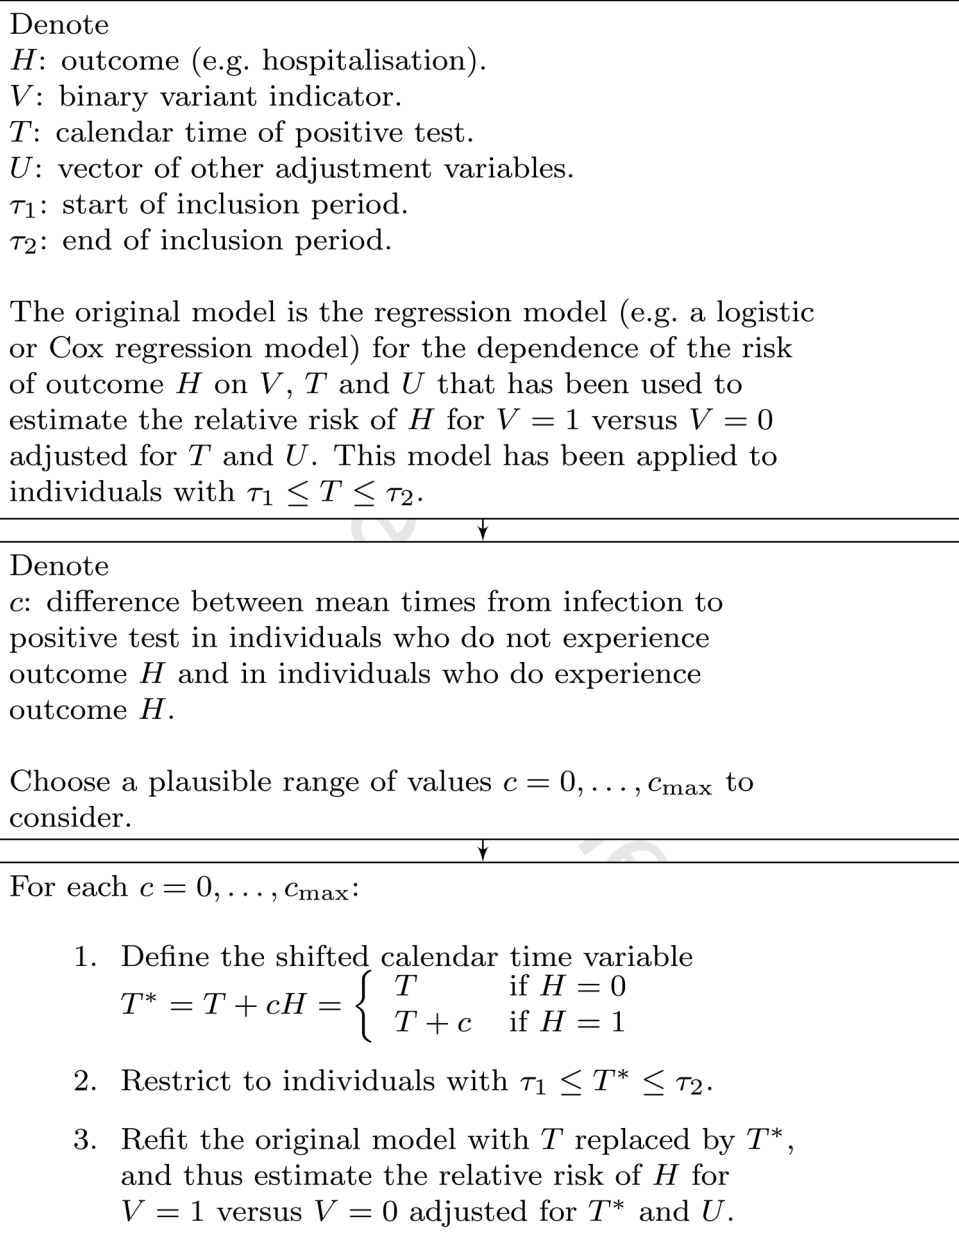 Denote
H: outcome (e.g. hospitalisation).
V: binary variant indicator.
T: calendar time of positive test.
U: vector of other adjustment variables.
τ₁: start of inclusion period.
τ₂: end of inclusion period.
The original model is the regression model (e.g. a logistic
or Cox regression model) for the dependence of the risk
of outcome H on V, T and U that has been used to
estimate the relative risk of H for V = 1 versus V = 0
adjusted for T and U. This model has been applied to
individuals with τ₁ ≤ T ≤ τ₂.
Denote
c: difference between mean times from infection to
positive test in individuals who do not experience
outcome H and in individuals who do experience
outcome H.
Choose a plausible range of values c = 0, . . . , cmax to
consider.
For each c = 0, . . . , cmax:
1. Define the shifted calendar time variable
T* = T + cH = { T if H = 0
T + c if H = 1
2. Restrict to individuals with τ₁ ≤ T* ≤ τ₂.
3. Refit the original model with T replaced by T*,
and thus estimate the relative risk of H for
V = 1 versus V = 0 adjusted for T* and U.